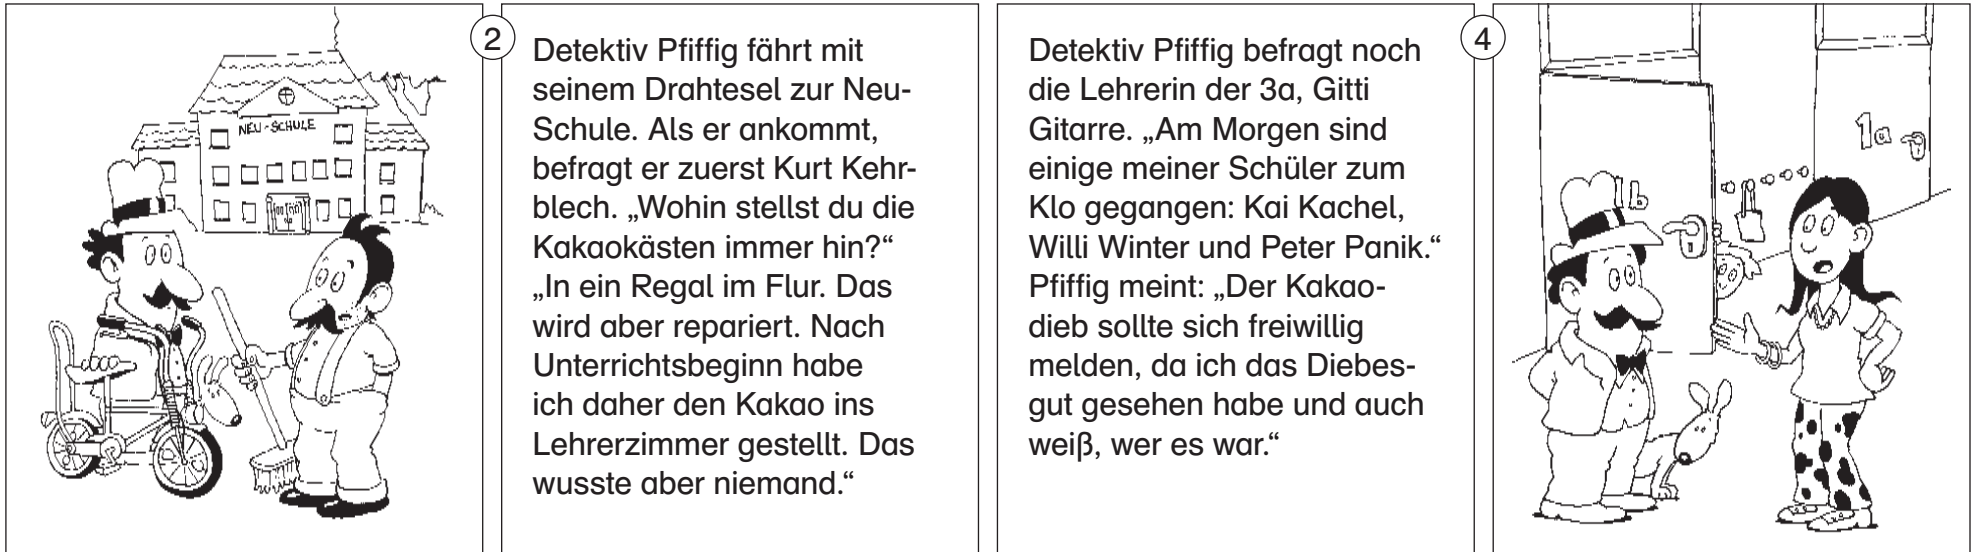 NEU-SCHULE
2
Detektiv Pfiffig fährt mit
seinem Drahtesel zur Neu-
Schule. Als er ankommt,
befragt er zuerst Kurt Kehr-
blech. „Wohin stellst du die
Kakaokästen immer hin?“
„In ein Regal im Flur. Das
wird aber repariert. Nach
Unterrichtsbeginn habe
ich daher den Kakao ins
Lehrerzimmer gestellt. Das
wusste aber niemand.“
Detektiv Pfiffig befragt noch
die Lehrerin der 3a, Gitti
Gitarre. „Am Morgen sind
einige meiner Schüler zum
Klo gegangen: Kai Kachel,
Willi Winter und Peter Panik.“
Pfiffig meint: „Der Kakao-
dieb sollte sich freiwillig
melden, da ich das Diebes-
gut gesehen habe und auch
weiß, wer es war.“
4
1b
1a